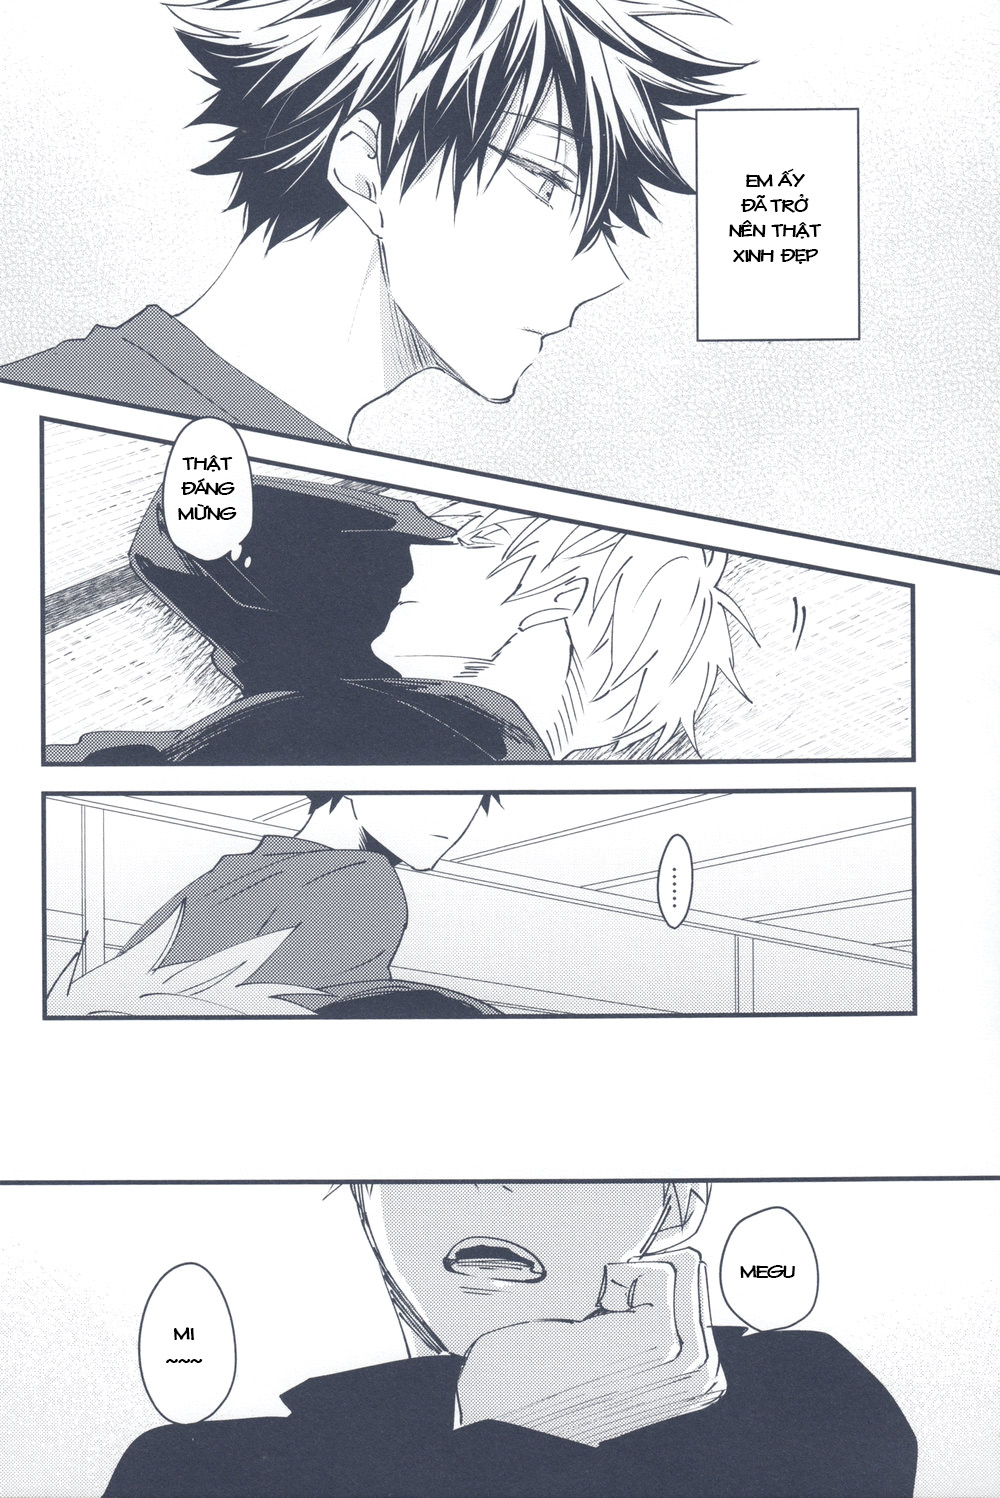 EM ẤY
ĐÃ TRỞ
NÊN THẬT
XINH ĐẸP
THẬT
ĐÁNG
MỪNG
.......
MEGU
MI
~~~